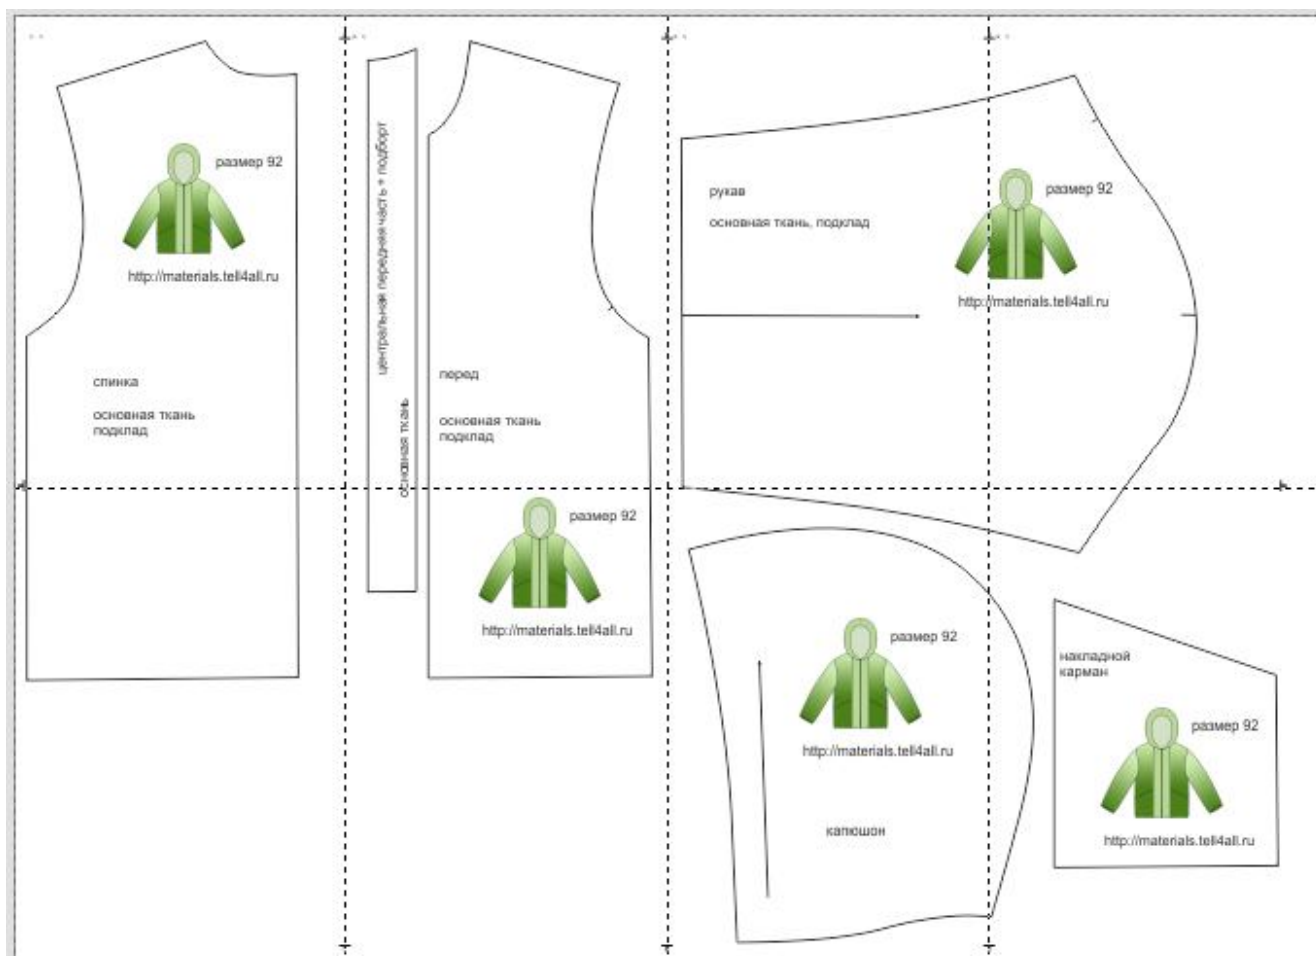 размер 92
http://materials.tell4all.ru
спинка
основная ткань
подклад
центральная передняя часть + подборт
основная ткань
перед
основная ткань
подклад
размер 92
http://materials.tell4all.ru
рукав
основная ткань, подклад
размер 92
http://materials.tell4all.ru
размер 92
http://materials.tell4all.ru
капюшон
накладной
карман
размер 92
http://materials.tell4all.ru